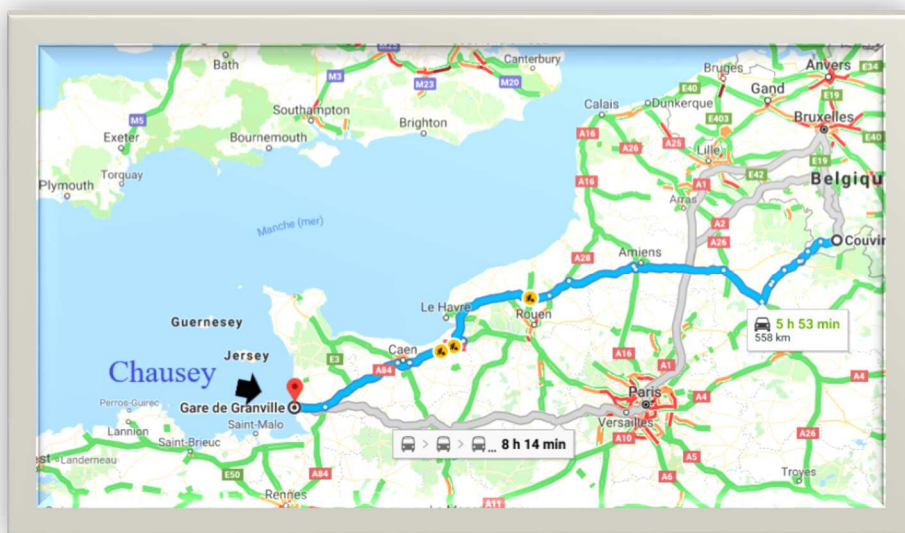 M25
Canterbury
Bath
M3
M23
M20
Bruges
Anvers
E34
E40
Gand
E19
M5
Southampton
Calais
Dunkerque
Bruxelles
Exeter
Bournemouth
Brighton
A16
E403
A25
E40
A26
Lille
E19
Torquay
A16
A1
E42
Belgiqu
Plymouth
Arras
A2
Manche (mer)
A26
Couvin
A28
Amiens
Le Havre
5 h 53 min
558 km
Guernesey
Rouen
Jersey
E3
Caen
A16
A1
Chausey
A84
A4
Perros-Guirec
Gare de Granville
Paris
A4
Lannion
Saint-Malo
Versailles
A26
Saint-Brieuc
A10
8 h 14 min
A5
est
Landerneau
E50
A84
A6
Troyes
Rennes
A11